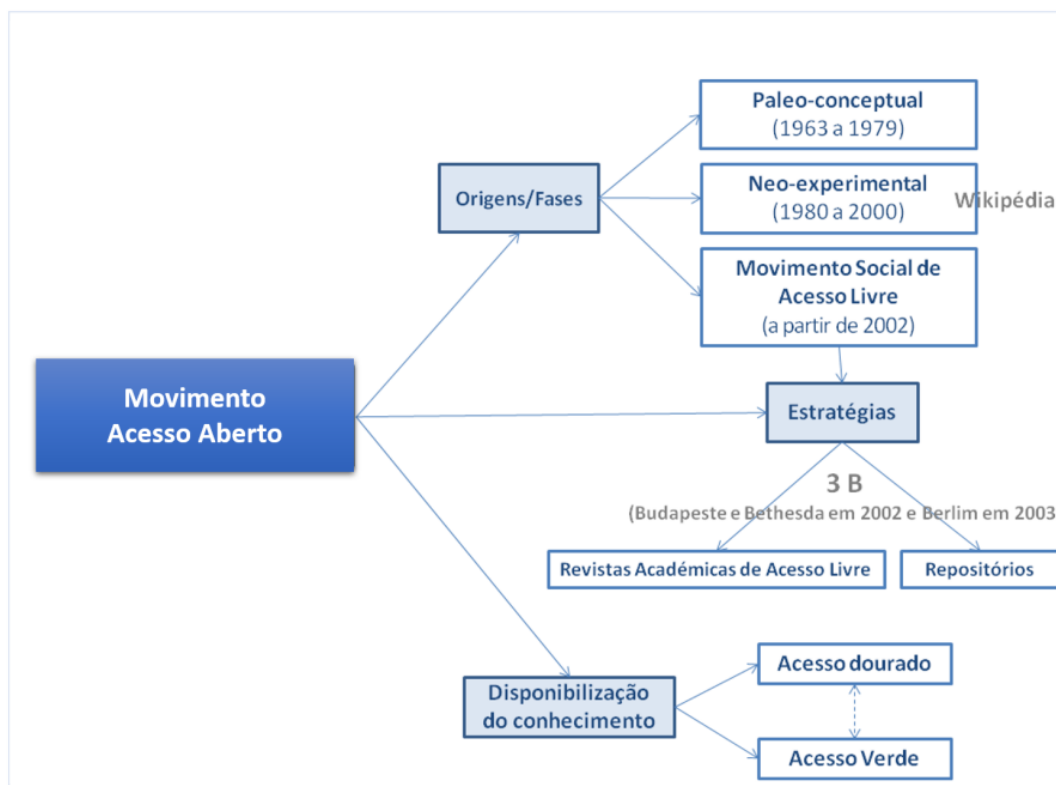 Paleo-conceptual
(1963 a 1979)
Origens/Fases
Neo-experimental
(1980 a 2000)
Wikipédia
Movimento Social de
Acesso Livre
(a partir de 2002)
Movimento
Acesso Aberto
Estratégias
3 B
(Budapeste e Bethesda em 2002 e Berlim em 2003
Revistas Académicas de Acesso Livre
Repositórios
Disponibilização
do conhecimento
Acesso dourado
Acesso Verde